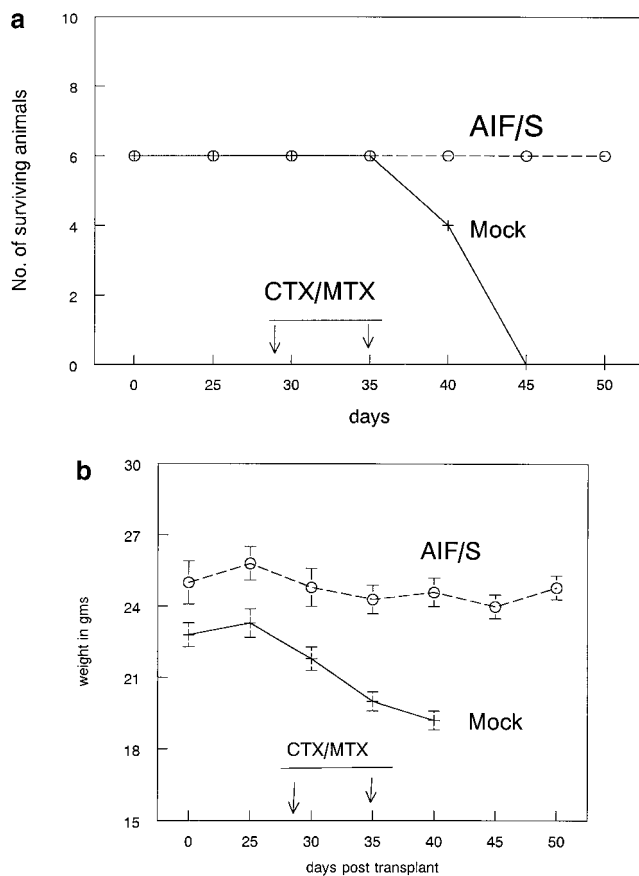 a
10
8
6
4
2
0
No. of surviving animals
AIF/S
Mock
CTX/MTX
0 25 30 35 40 45 50
days
b
30
27
24
21
18
15
weight in gms
AIF/S
Mock
CTX/MTX
0 25 30 35 40 45 50
days post transplant